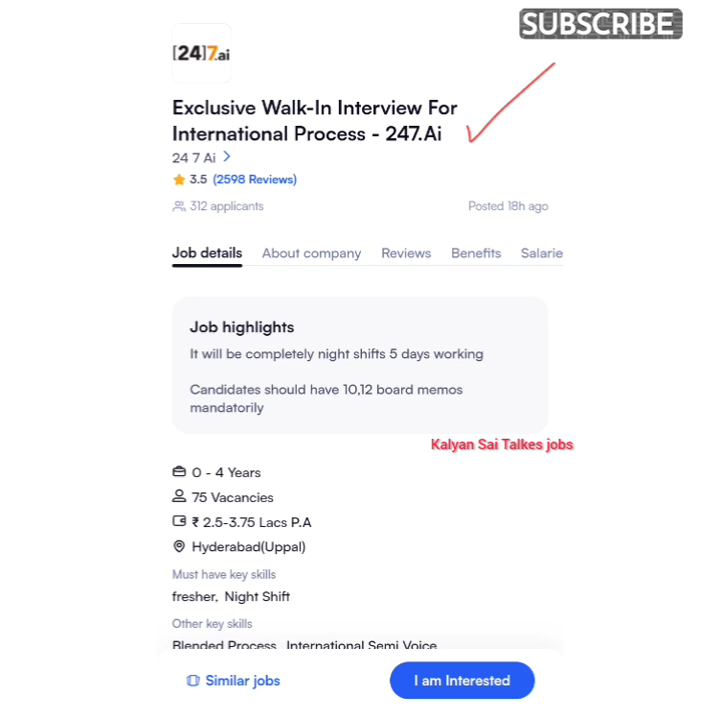 SUBSCRIBE
[24]7.ai
Exclusive Walk-In Interview For
International Process - 247.Ai
24 7 Ai
3.5 (2598 Reviews)
312 applicants Posted 18h ago
Job details About company Reviews Benefits Salarie
Job highlights
It will be completely night shifts 5 days working
Candidates should have 10,12 board memos
mandatorily
Kalyan Sai Talkes jobs
0 - 4 Years
75 Vacancies
₹ 2.5-3.75 Lacs P.A
Hyderabad(Uppal)
Must have key skills
fresher, Night Shift
Other key skills
Blended Process, International Semi Voice
Similar jobs I am Interested